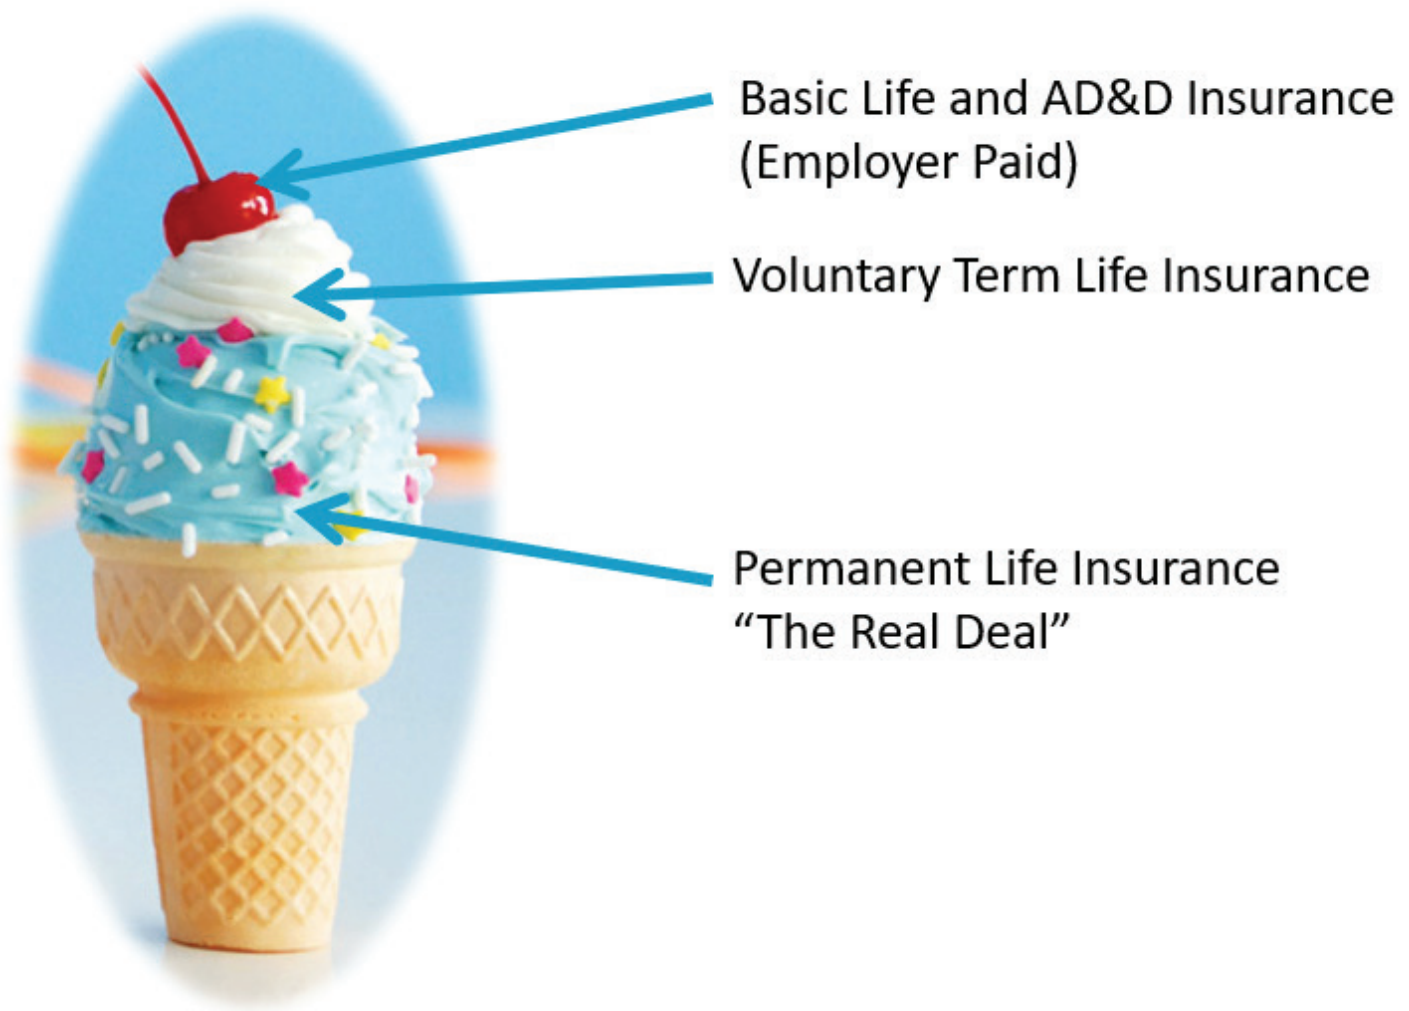 Basic Life and AD&D Insurance
(Employer Paid)
Voluntary Term Life Insurance
Permanent Life Insurance
“The Real Deal”